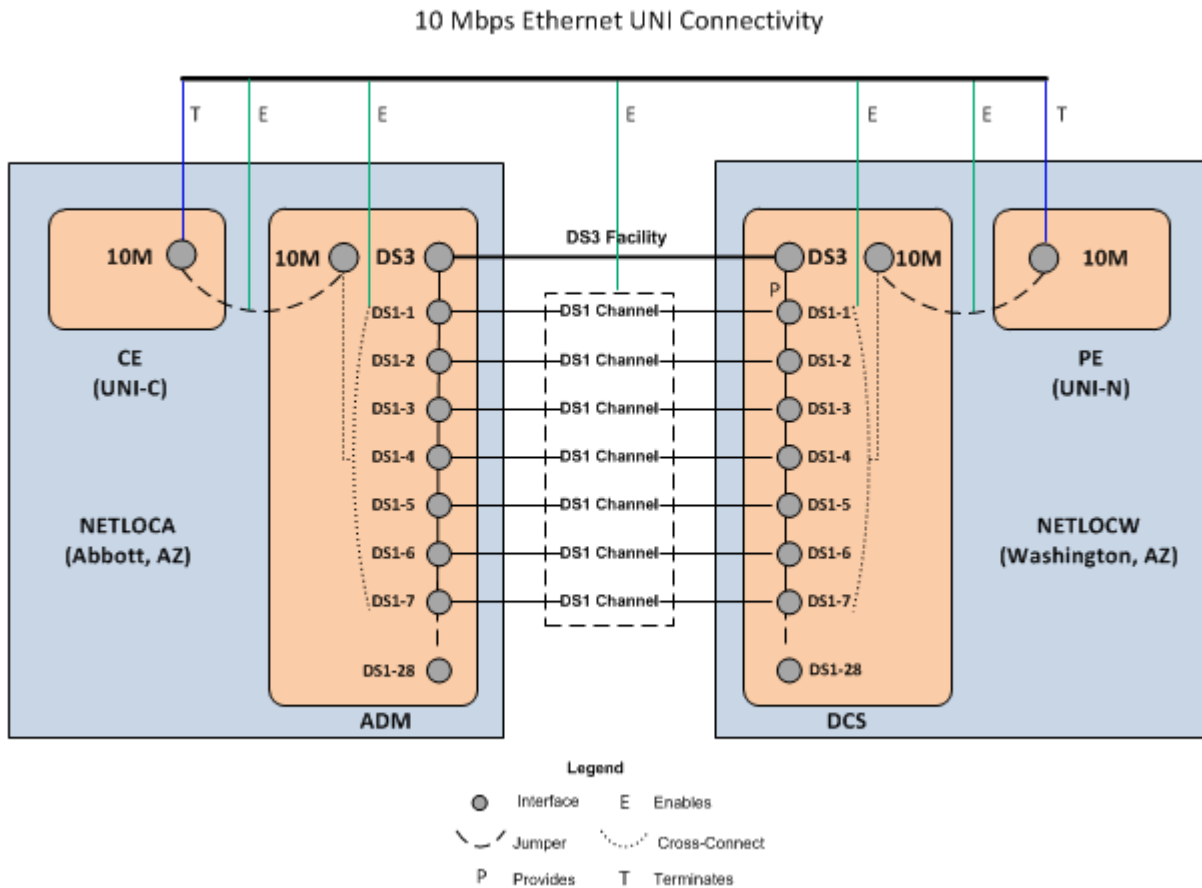 10 Mbps Ethernet UNI Connectivity
T E E E E E T
DS3 Facility
10M 10M DS3 DS3 10M 10M
P
DS1-1 DS1 Channel DS1-1
DS1-2 DS1 Channel DS1-2
DS1-3 DS1 Channel DS1-3
DS1-4 DS1 Channel DS1-4
DS1-5 DS1 Channel DS1-5
DS1-6 DS1 Channel DS1-6
DS1-7 DS1 Channel DS1-7
DS1-28 DS1-28
CE
(UNI-C)
PE
(UNI-N)
NETLOCA
(Abbott, AZ)
NETLOCW
(Washington, AZ)
ADM DCS
Legend
Interface E Enables
Jumper Cross-Connect
P Provides T Terminates